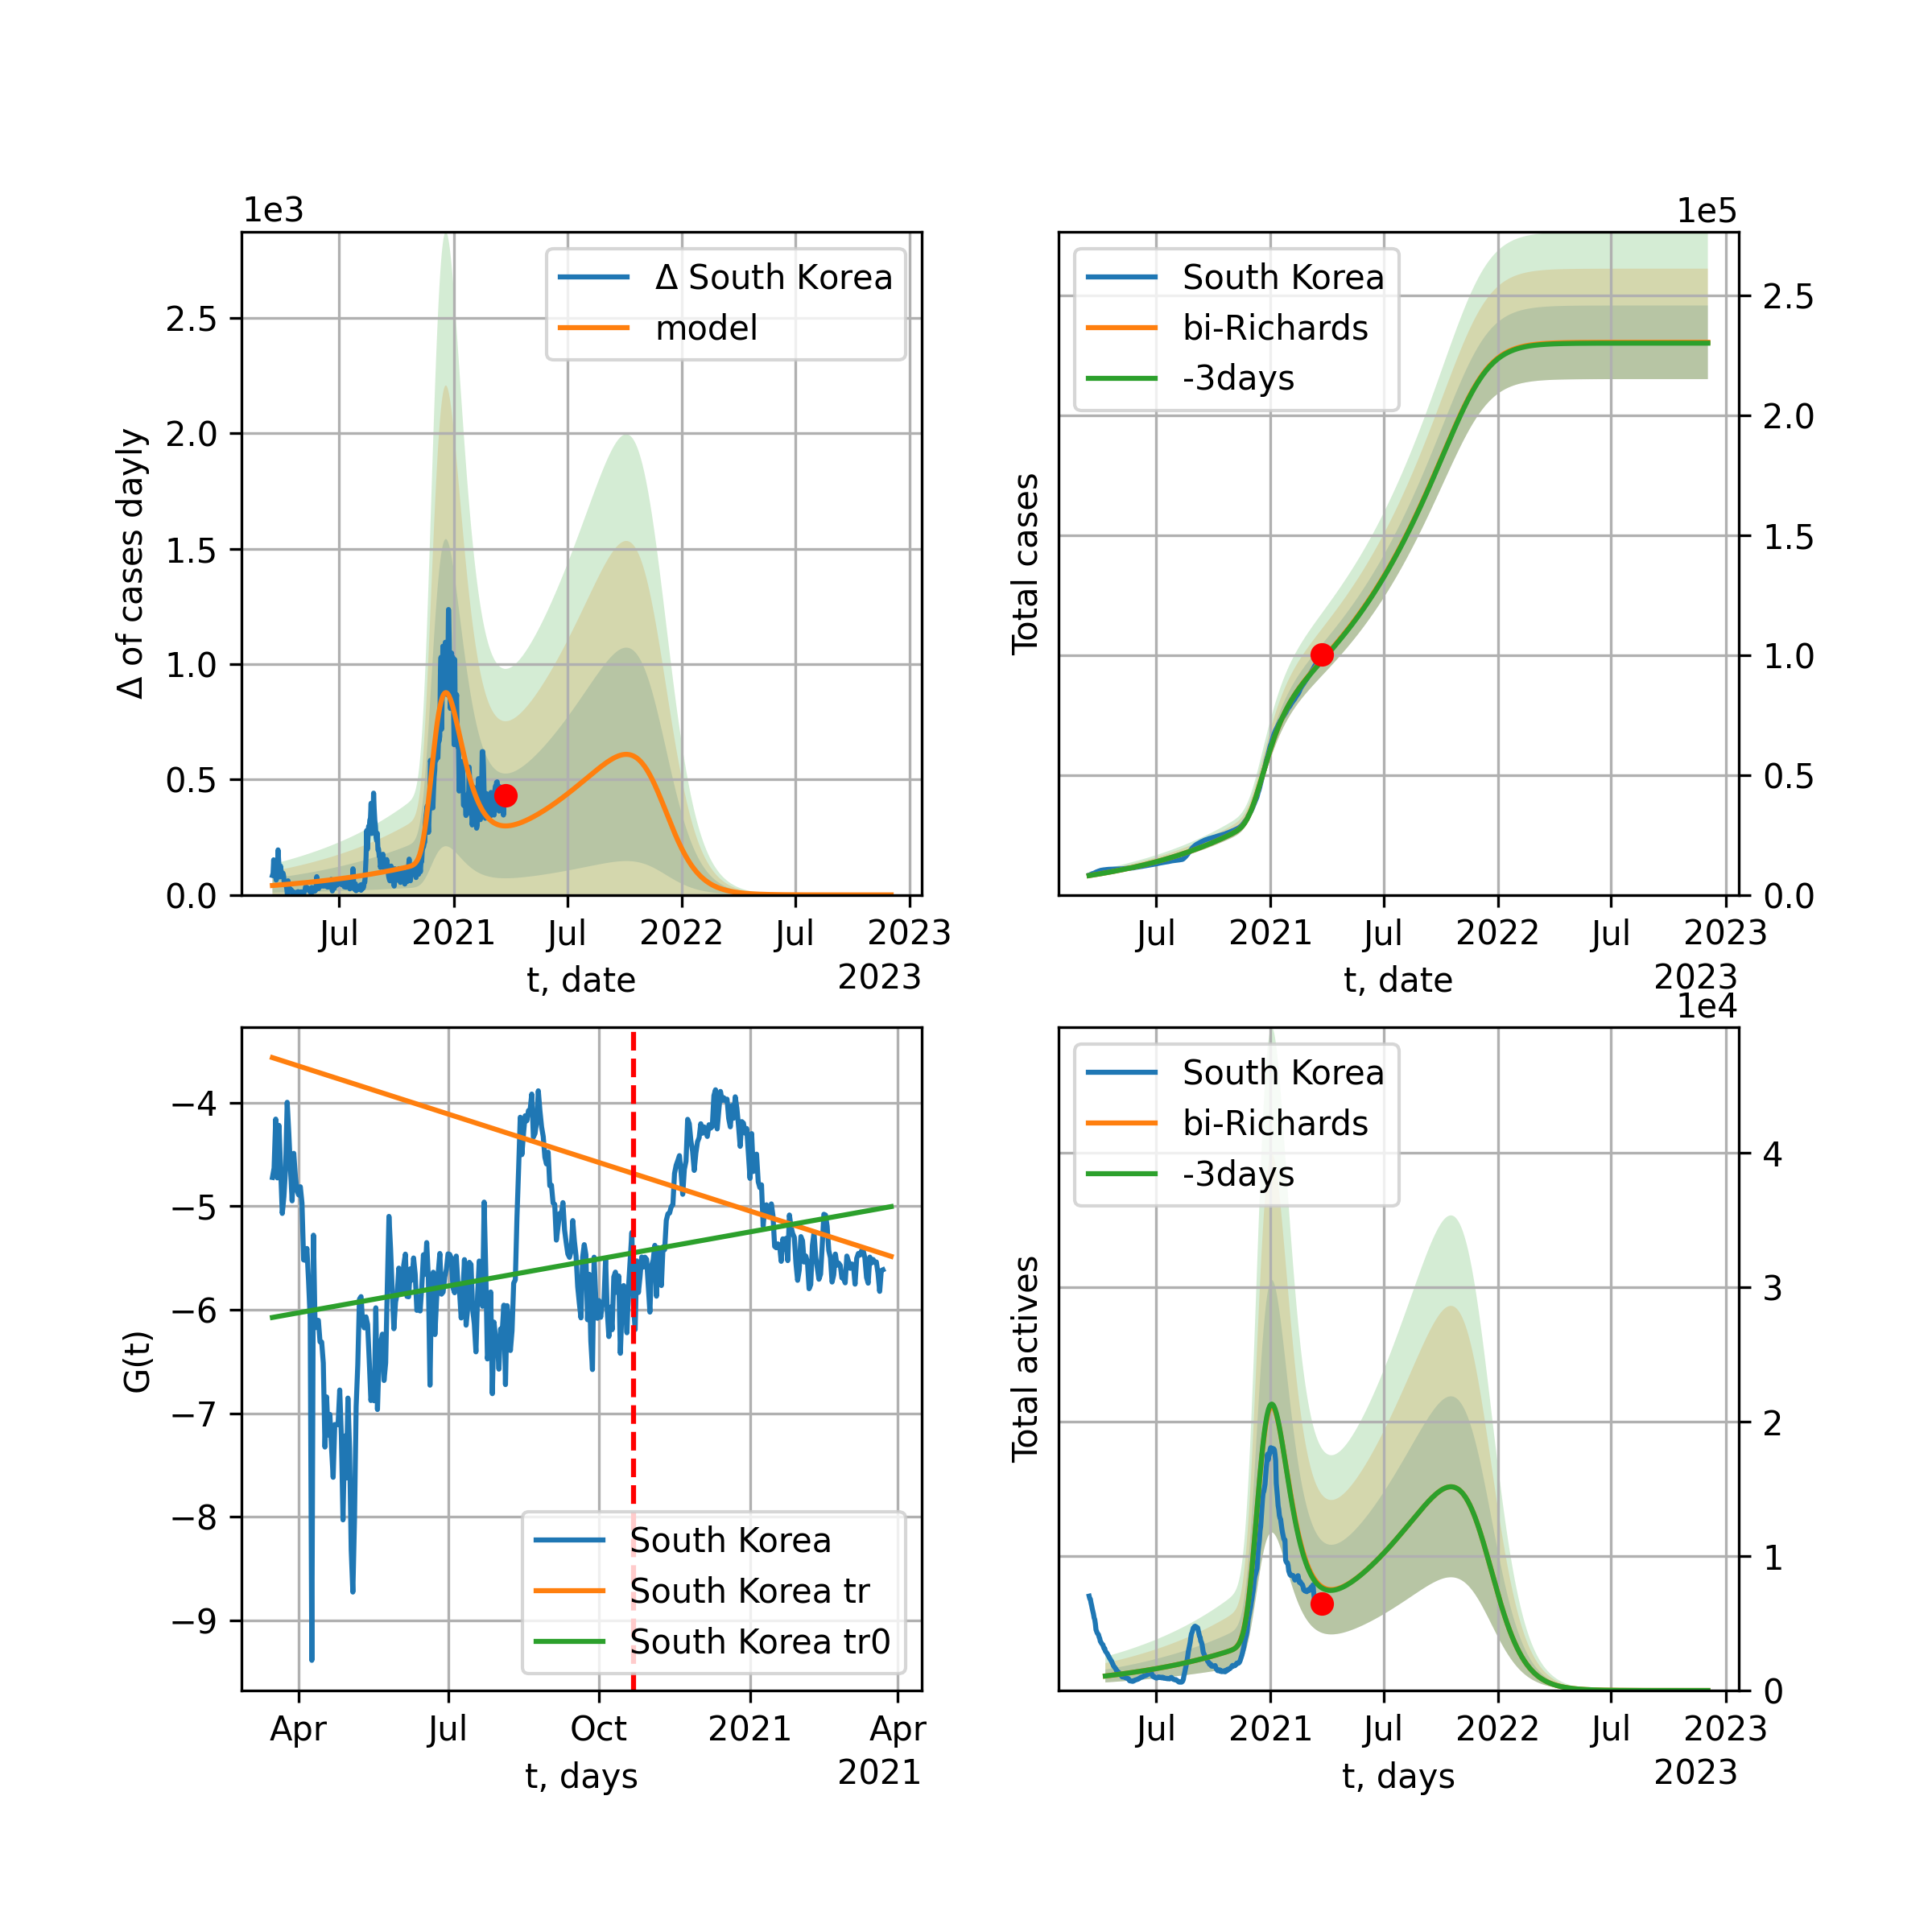 1e3
Δ of cases dayly
2.5
2.0
1.5
1.0
0.5
0.0
Δ South Korea
model
Jul 2021 Jul 2022 Jul 2023
t, date
2023
1e5
Total cases
South Korea
bi-Richards
-3days
2.5
2.0
1.5
1.0
0.5
0.0
Jul 2021 Jul 2022 Jul 2023
t, date
2023
G(t)
−4
−5
−6
−7
−8
−9
South Korea
South Korea tr
South Korea tr0
Apr Jul Oct 2021 Apr
t, days
2021
1e4
Total actives
South Korea
bi-Richards
-3days
4
3
2
1
0
Jul 2021 Jul 2022 Jul 2023
t, days
2023